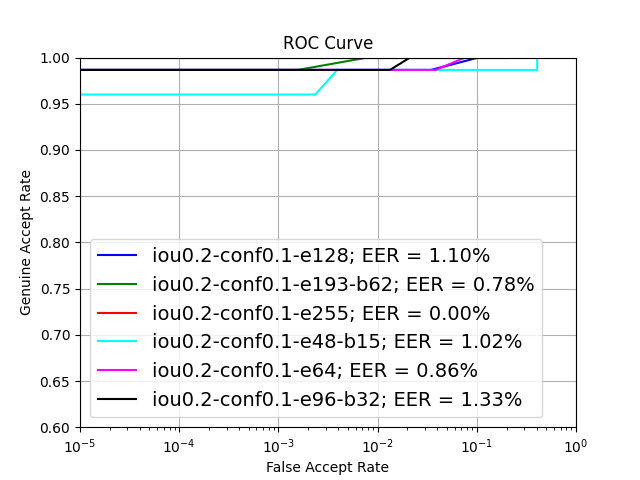 ROC Curve
Genuine Accept Rate
1.00
0.95
0.90
0.85
0.80
0.75
0.70
0.65
0.60
iou0.2-conf0.1-e128; EER = 1.10%
iou0.2-conf0.1-e193-b62; EER = 0.78%
iou0.2-conf0.1-e255; EER = 0.00%
iou0.2-conf0.1-e48-b15; EER = 1.02%
iou0.2-conf0.1-e64; EER = 0.86%
iou0.2-conf0.1-e96-b32; EER = 1.33%
10⁻⁵ 10⁻⁴ 10⁻³ 10⁻² 10⁻¹ 10⁰
False Accept Rate